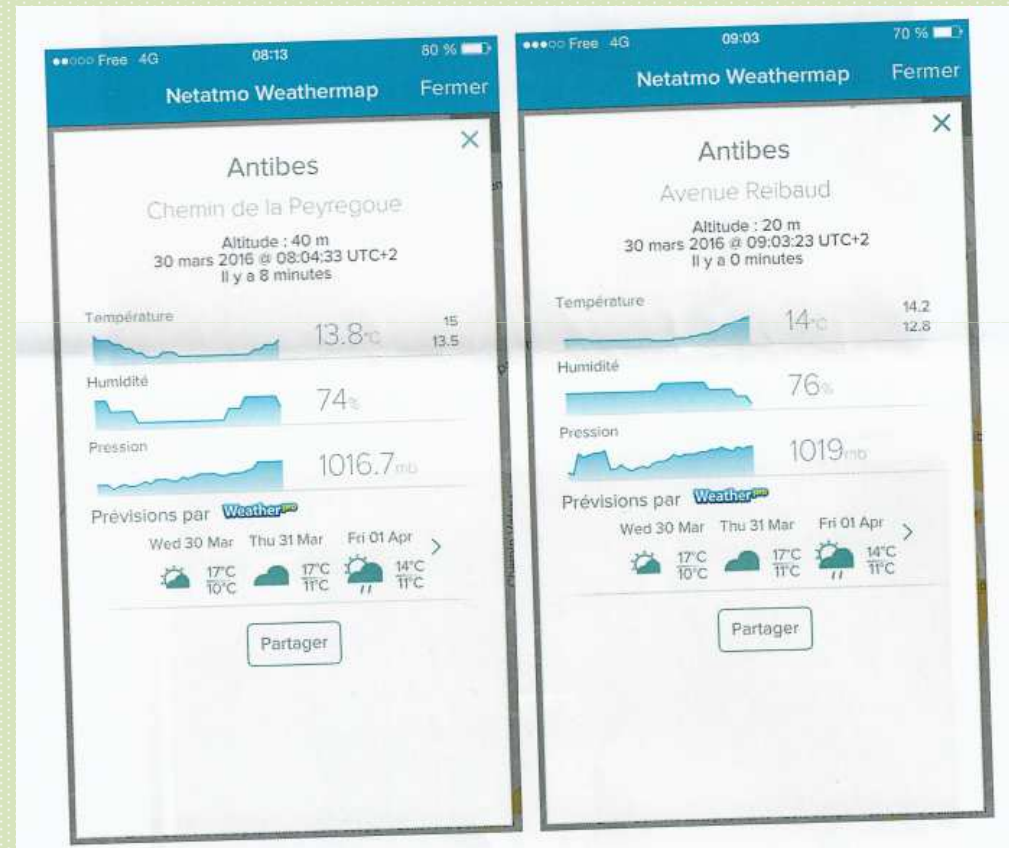 ●●○○○ Free 4G 08:13 80 %
Netatmo Weathermap Fermer
×
Antibes
Chemin de la Peyregoue
Altitude : 40 m
30 mars 2016 @ 08:04:33 UTC+2
Il y a 8 minutes
Température
13.8°C
15
13.5
Humidité
74%
Pression
1016.7mb
Prévisions par Weather pro
Wed 30 Mar Thu 31 Mar Fri 01 Apr >
17°C 17°C 14°C
10°C 11°C 11°C
Partager
●●●○○ Free 4G 09:03 70 %
Netatmo Weathermap Fermer
×
Antibes
Avenue Reibaud
Altitude : 20 m
30 mars 2016 @ 09:03:23 UTC+2
Il y a 0 minutes
Température
14°C
14.2
12.8
Humidité
76%
Pression
1019mb
Prévisions par Weather pro
Wed 30 Mar Thu 31 Mar Fri 01 Apr >
17°C 17°C 14°C
10°C 11°C 11°C
Partager